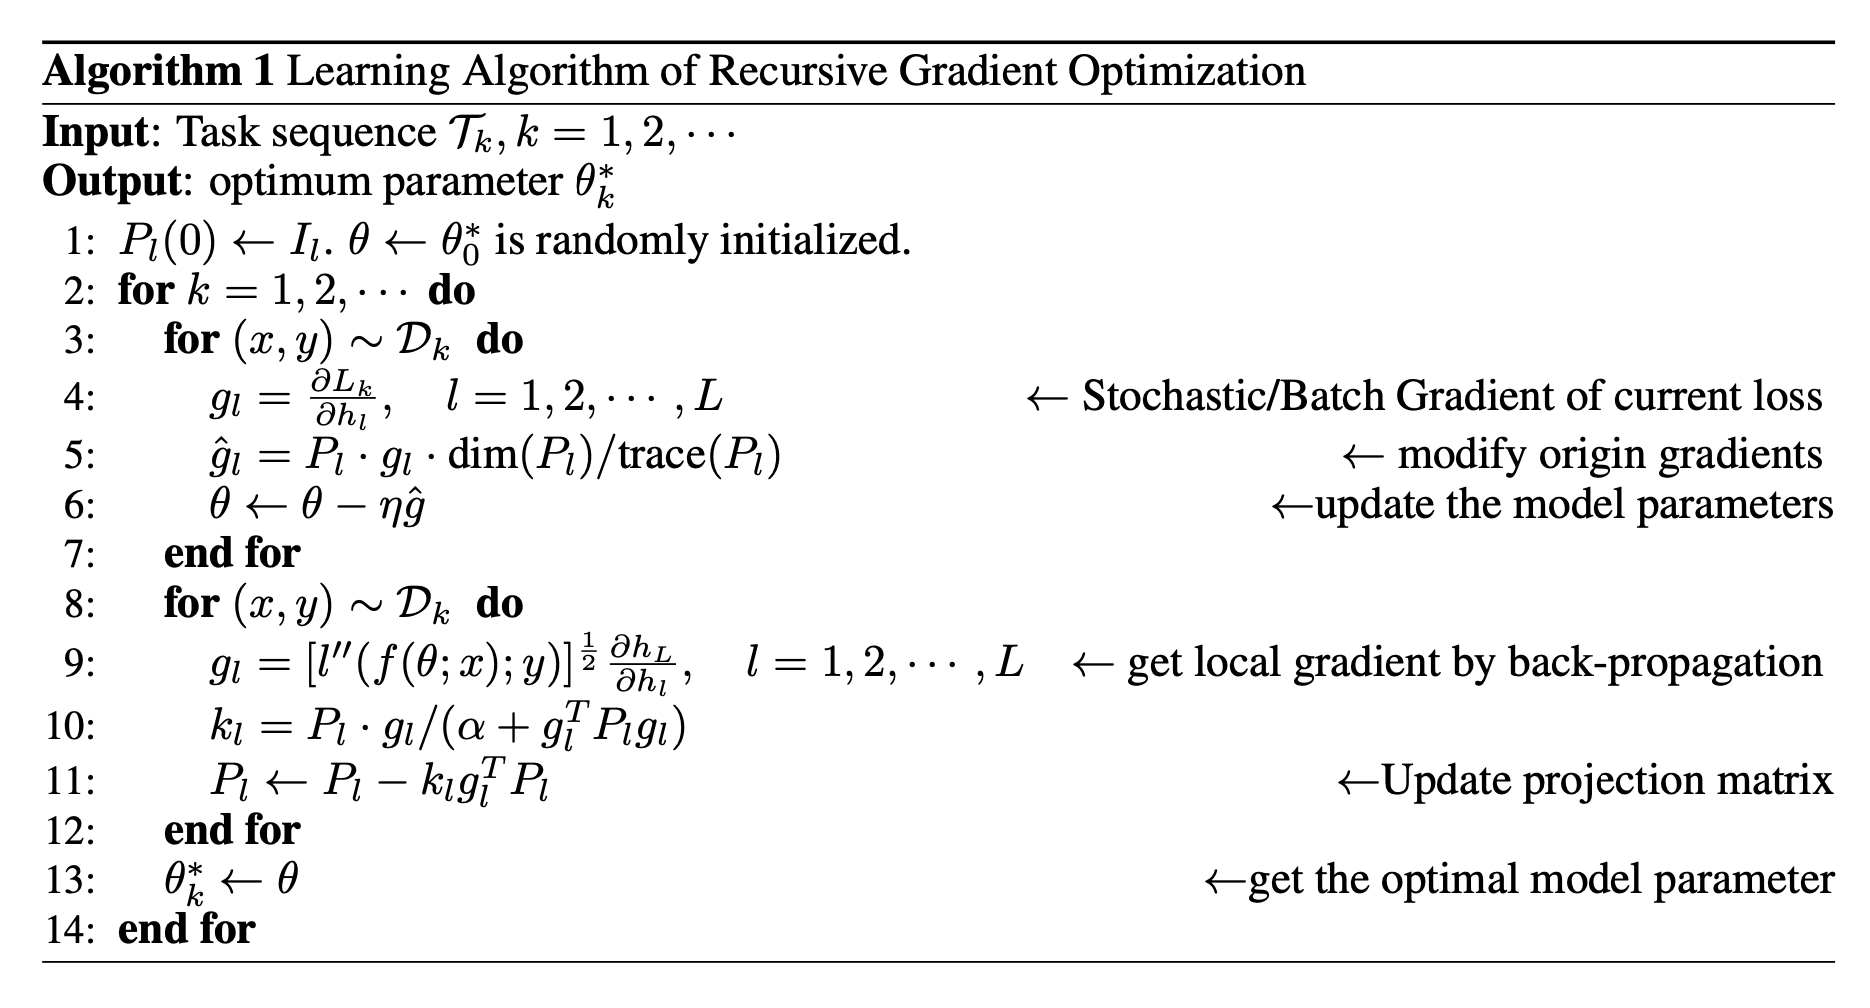 Algorithm 1 Learning Algorithm of Recursive Gradient Optimization
Input: Task sequence $\mathcal{T}_k, k = 1, 2, \cdots$
Output: optimum parameter $\theta_k^*$
1: $P_l(0) \leftarrow I_l$. $\theta \leftarrow \theta_0^*$ is randomly initialized.
2: for $k = 1, 2, \cdots$ do
3: for $(x, y) \sim \mathcal{D}_k$ do
4: $g_l = \frac{\partial L_k}{\partial h_l}, \quad l = 1, 2, \cdots, L$ ← Stochastic/Batch Gradient of current loss
5: $\hat{g}_l = P_l \cdot g_l \cdot \dim(P_l)/\text{trace}(P_l)$ ← modify origin gradients
6: $\theta \leftarrow \theta - \eta\hat{g}$ ←update the model parameters
7: end for
8: for $(x, y) \sim \mathcal{D}_k$ do
9: $g_l = [l''(f(\theta; x); y)]^{\frac{1}{2}} \frac{\partial h_L}{\partial h_l}, \quad l = 1, 2, \cdots, L$ ← get local gradient by back-propagation
10: $k_l = P_l \cdot g_l/(\alpha + g_l^T P_l g_l)$
11: $P_l \leftarrow P_l - k_l g_l^T P_l$ ←Update projection matrix
12: end for
13: $\theta_k^* \leftarrow \theta$ ←get the optimal model parameter
14: end for